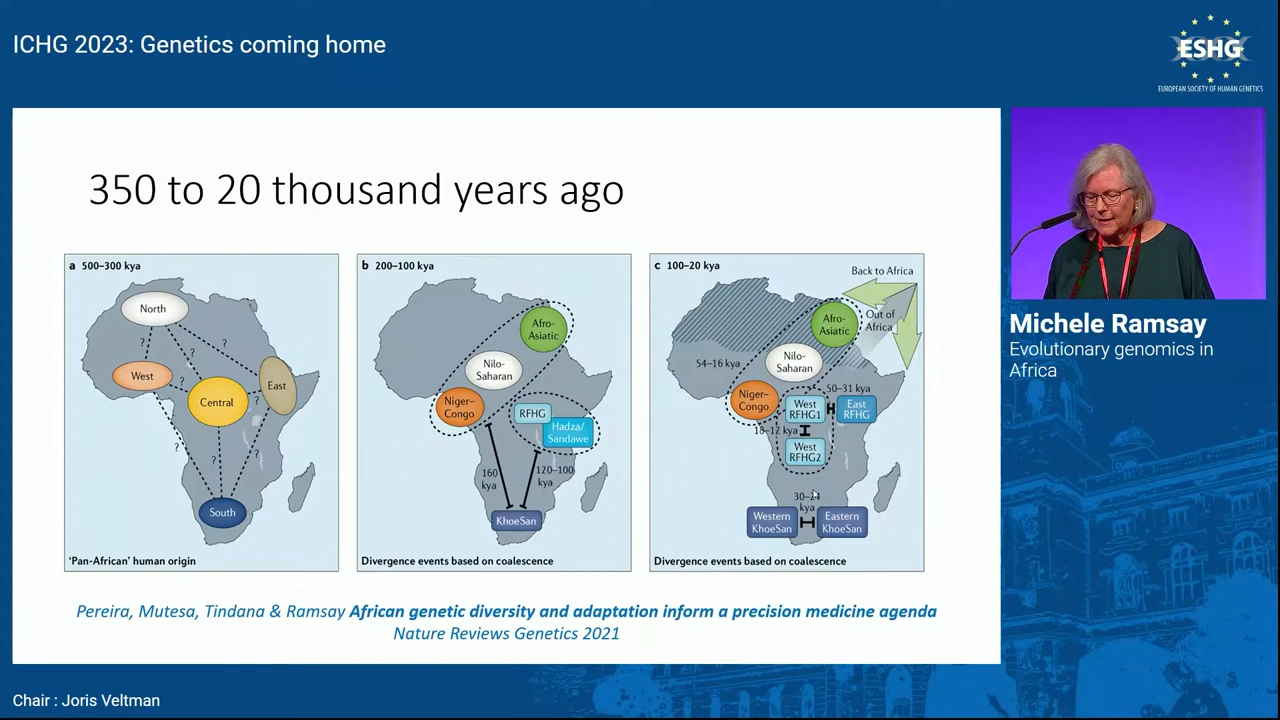 ICHG 2023: Genetics coming home
ESHG
EUROPEAN SOCIETY OF HUMAN GENETICS
350 to 20 thousand years ago
a 500–300 kya
North
?
?
?
West
?
Central
?
East
?
?
?
South
'Pan-African' human origin
b 200–100 kya
Afro-
Asiatic
Nilo-
Saharan
Niger–
Congo
RFHG
Hadza/
Sandawe
160
kya
120–100
kya
KhoeSan
Divergence events based on coalescence
c 100–20 kya
Back to Africa
Afro-
Asiatic
Out of
Africa
Nilo-
Saharan
54–16 kya
50–31 kya
Niger–
Congo
West
RFHG1
East
RFHG
18–12 kya
West
RFHG2
30–24
kya
Western
KhoeSan
Eastern
KhoeSan
Divergence events based on coalescence
Pereira, Mutesa, Tindana & Ramsay African genetic diversity and adaptation inform a precision medicine agenda
Nature Reviews Genetics 2021
Michele Ramsay
Evolutionary genomics in
Africa
Chair : Joris Veltman